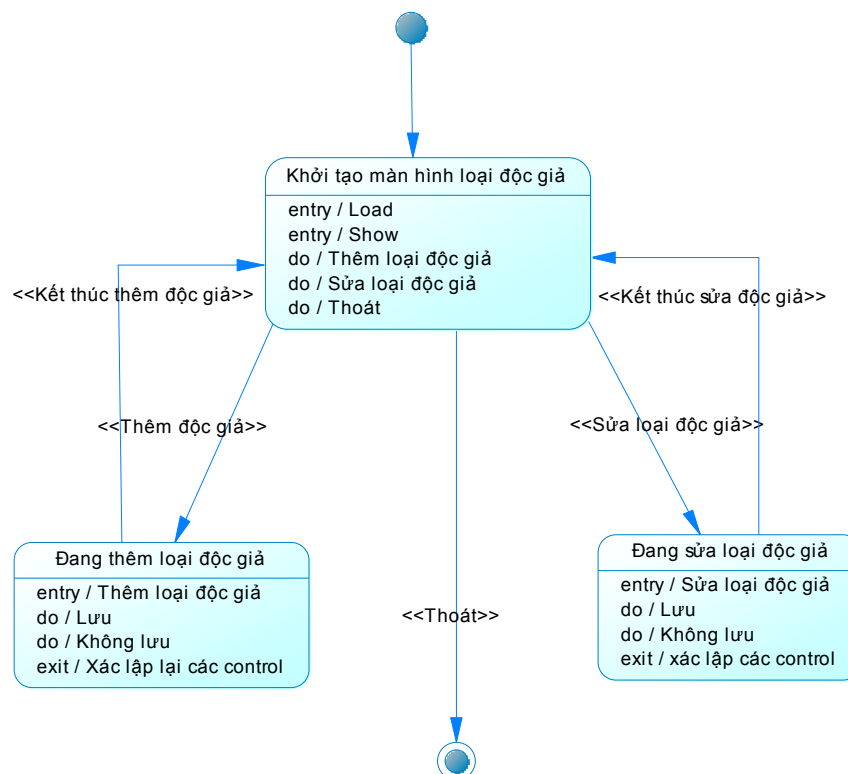 Khởi tạo màn hình loại độc giả
entry / Load
entry / Show
do / Thêm loại độc giả
do / Sửa loại độc giả
do / Thoát
<<Kết thúc thêm độc giả>>
<<Kết thúc sửa độc giả>>
<<Thêm độc giả>>
<<Sửa loại độc giả>>
Đang thêm loại độc giả
entry / Thêm loại độc giả
do / Lưu
do / Không lưu
exit / Xác lập lại các control
<<Thoát>>
Đang sửa loại độc giả
entry / Sửa loại độc giả
do / Lưu
do / Không lưu
exit / xác lập các control